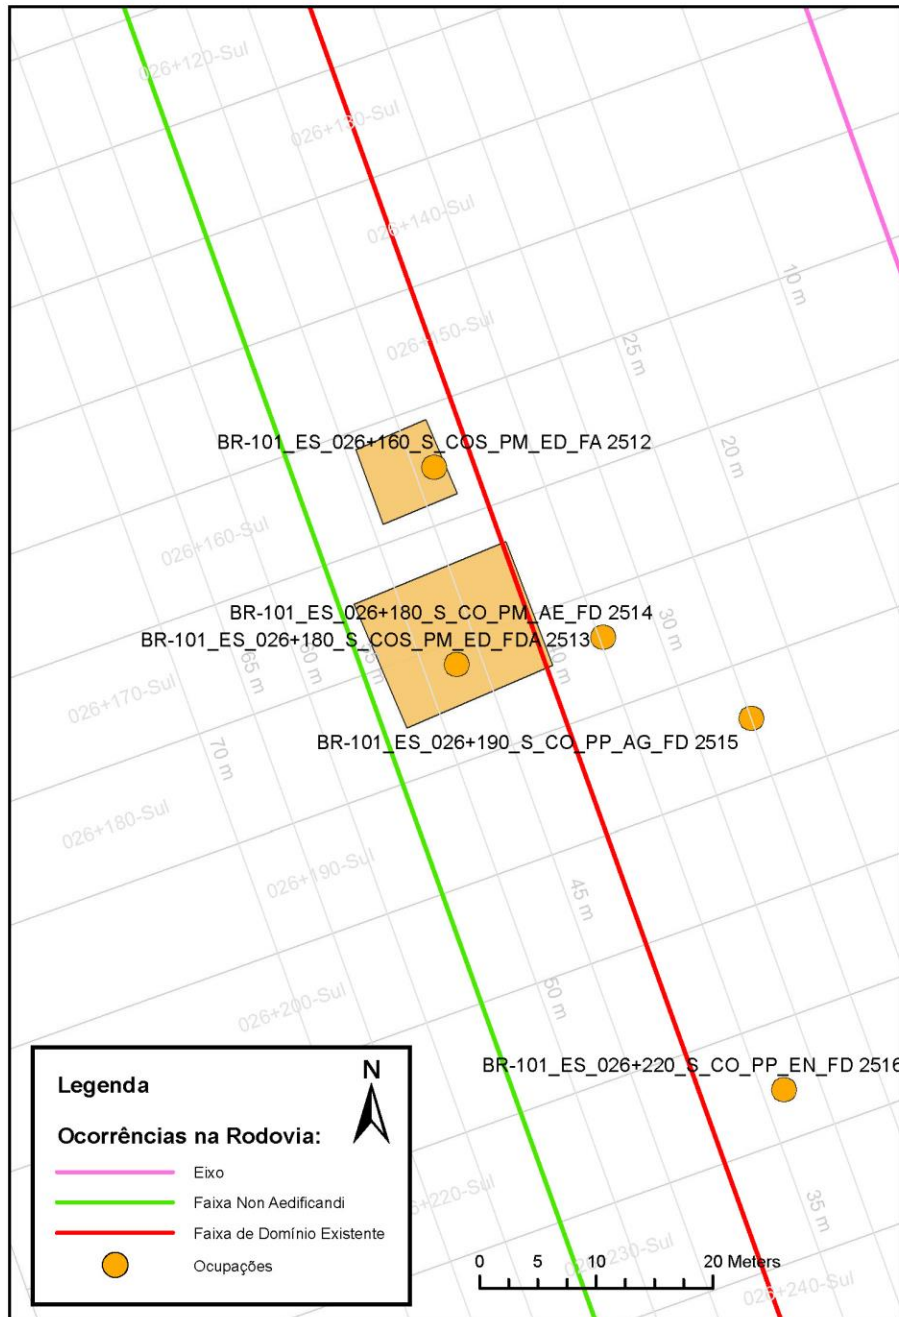 026+120-Sul
026+130-Sul
026+140-Sul
10 m
026+150-Sul
25 m
BR-101_ES_026+160_S_COS_PM_ED_FA 2512
20 m
026+160-Sul
BR-101_ES_026+180_S_CO_PM_AE_FD 2514
30 m
BR-101_ES_026+180_S_COS_PM_ED_FDA 2513
65 m
60 m
40 m
026+170-Sul
BR-101_ES_026+190_S_CO_PP_AG_FD 2515
70 m
026+180-Sul
026+190-Sul
45 m
026+200-Sul
50 m
BR-101_ES_026+220_S_CO_PP_EN_FD 2516
Legenda
N
Ocorrências na Rodovia:
Eixo
Faixa Non Aedificandi
Faixa de Domínio Existente
Ocupações
+220-Sul
35 m
+230-Sul
026+240-Sul
0 5 10 20 Meters